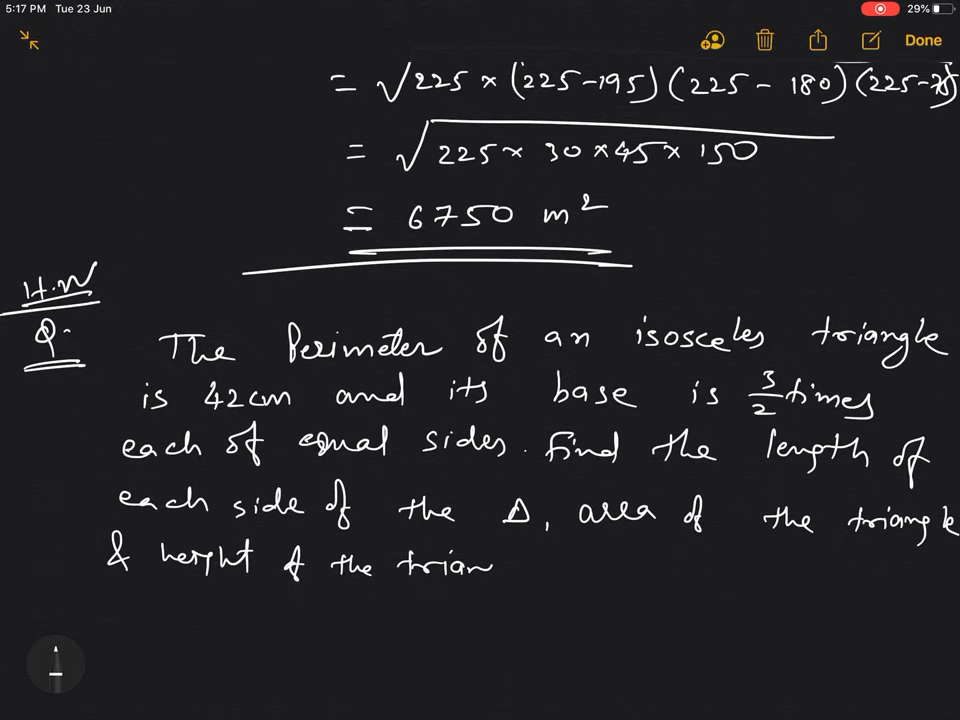 5:17 PM Tue 23 Jun
29%
Done
= √225 × (225-195) (225 - 180) (225-75)
= √225 × 30 × 45 × 150
= 6750 m²
H.W
Q.
The Perimeter of an isosceles triangle
is 42cm and its base is 3/2 times
each of equal sides. Find the length of
each side of the Δ, area of the triangle
& height of the trian